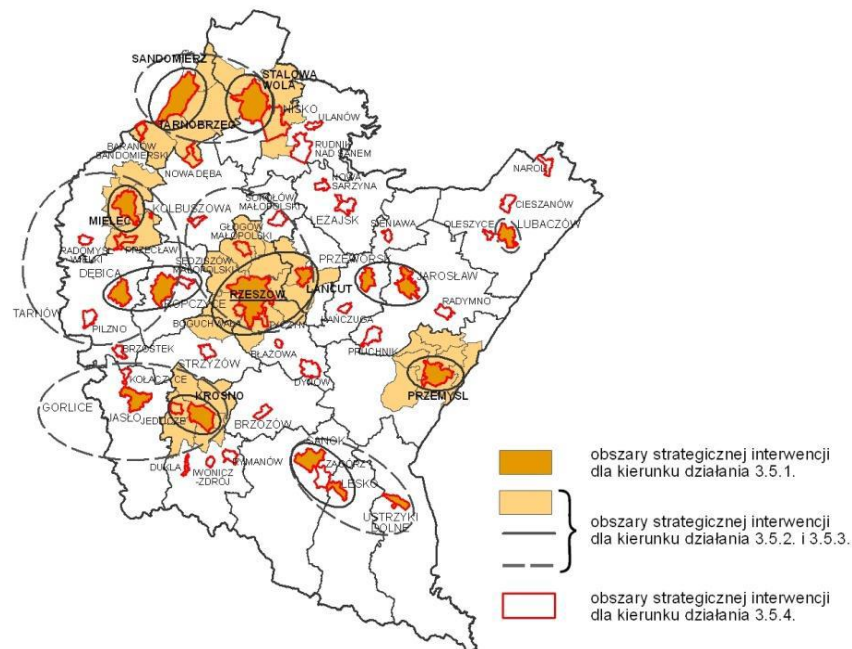 SANDOMIERZ
STALOWA
WOLA
TARNOBRZEG
NISKO
ULANÓW
BARANÓW
SANDOMIERSKI
RUDNIK
NAD SANEM
NOWA DĘBA
NOWA
SARZYNA
NAROL
CIESZANÓW
MIELEC
KOLBUSZOWA
SOKOŁÓW
MAŁOPOLSKI
LEŻAJSK
SIENIAWA
OLESZYCE
LUBACZÓW
RADOMYŚL
WIELKI
PRZECŁAW
GŁOGÓW
MAŁOPOLSKI
SĘDZISZÓW
MAŁOPOLSKI
PRZEWORSK
DĘBICA
JAROSŁAW
ROPCZYCE
RZESZÓW
ŁAŃCUT
RADYMNO
TARNÓW
PILZNO
BOGUCHWAŁA
TYCZYN
KAŃCZUGA
BRZOSTEK
STRZYŻÓW
BŁAŻOWA
PRUCHNIK
DYNÓW
KOŁACZYCE
PRZEMYŚL
GORLICE
JASŁO
JEDLICZE
KROSNO
BRZOZÓW
DUKLA
IWONICZ
-ZDRÓJ
RYMANÓW
SANOK
ZAGÓRZ
LESKO
USTRZYKI
DOLNE
obszary strategicznej interwencji
dla kierunku działania 3.5.1.
obszary strategicznej interwencji
dla kierunku działania 3.5.2. i 3.5.3.
obszary strategicznej interwencji
dla kierunku działania 3.5.4.